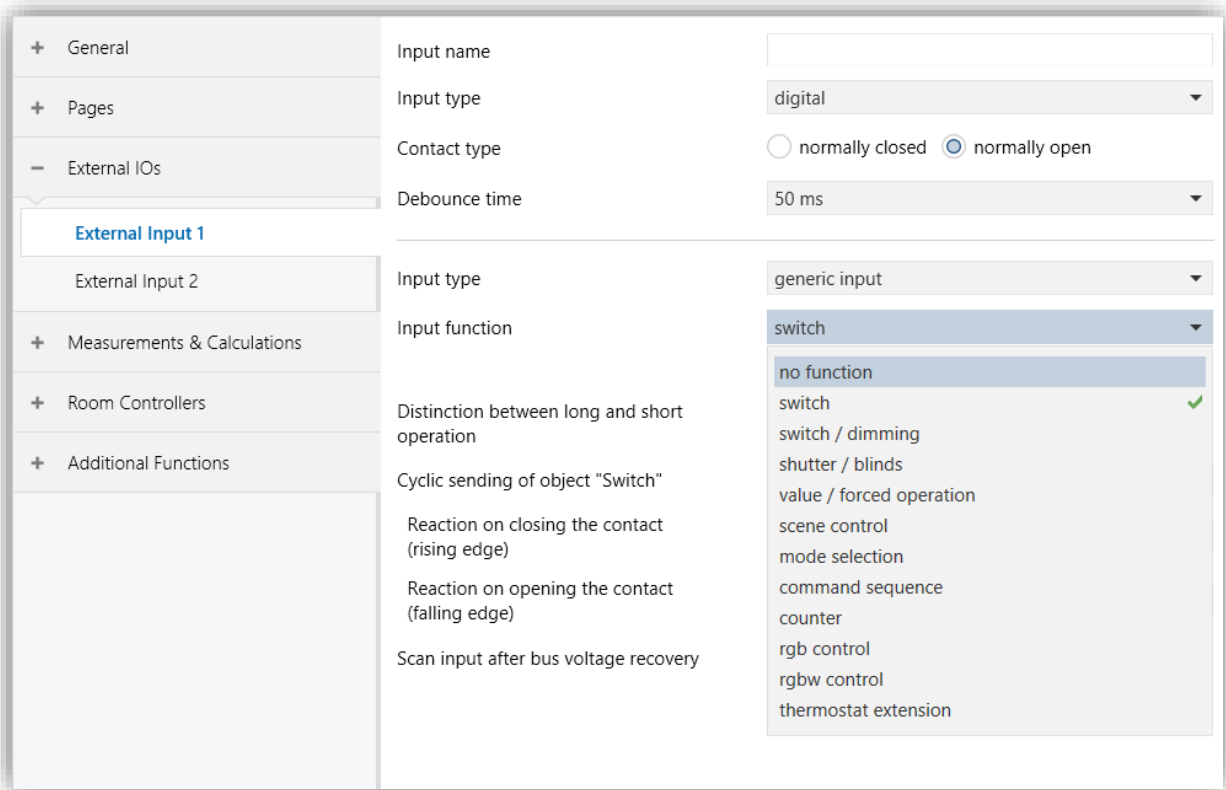 General
Pages
External IOs
External Input 1
External Input 2
Measurements & Calculations
Room Controllers
Additional Functions
Input name
Input type
digital
Contact type
normally closed
normally open
Debounce time
50 ms
Input type
generic input
Input function
switch
no function
switch
switch / dimming
shutter / blinds
value / forced operation
scene control
mode selection
command sequence
counter
rgb control
rgbw control
thermostat extension
Distinction between long and short
operation
Cyclic sending of object "Switch"
Reaction on closing the contact
(rising edge)
Reaction on opening the contact
(falling edge)
Scan input after bus voltage recovery